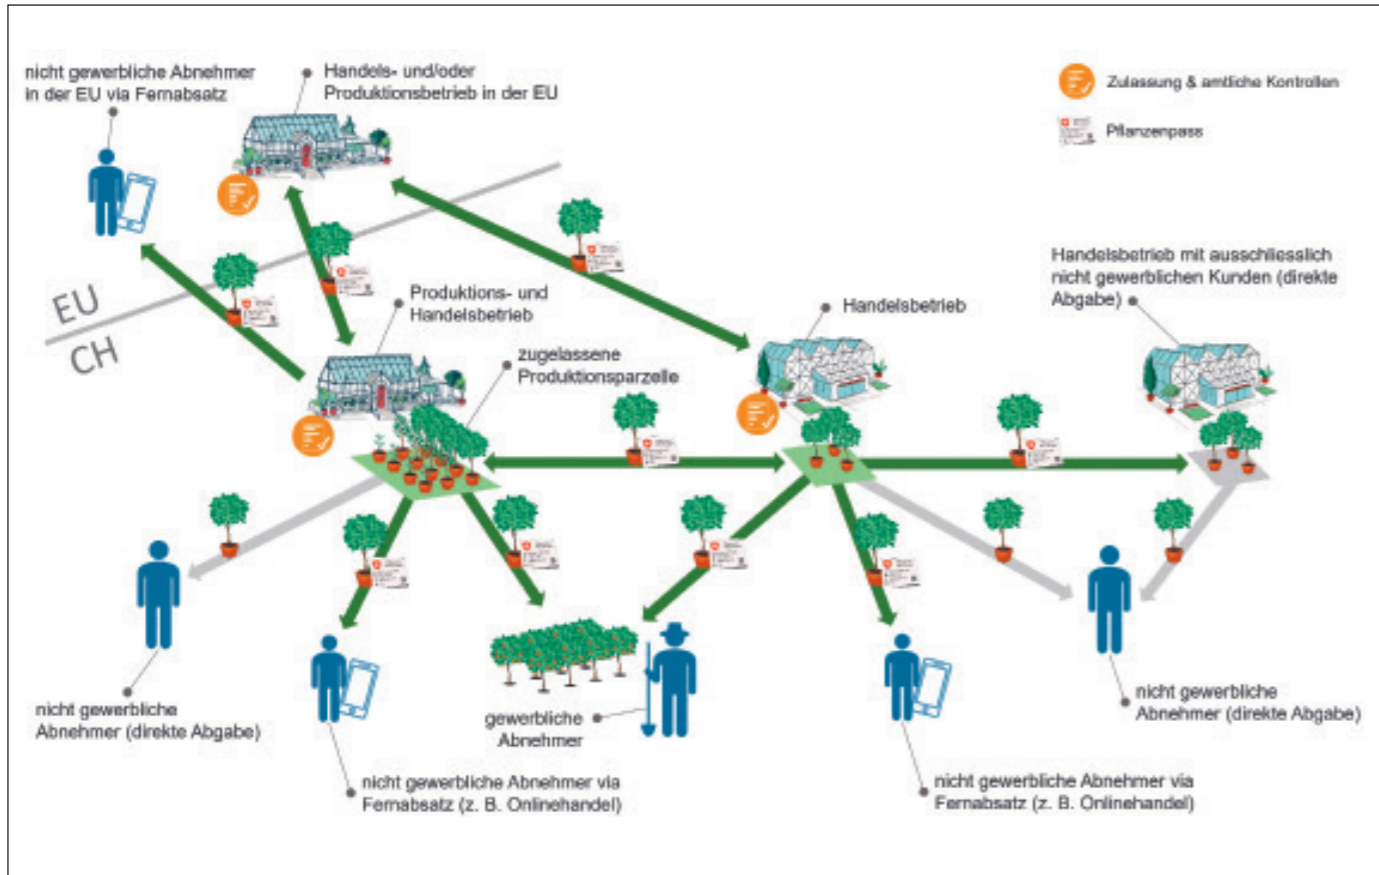 nicht gewerbliche Abnehmer
in der EU via Fernabsatz
Handels- und/oder
Produktionsbetrieb in der EU
Zulassung & amtliche Kontrollen
Pflanzenpass
EU
CH
Produktions- und
Handelsbetrieb
zugelassene
Produktionsparzelle
Handelsbetrieb
Handelsbetrieb mit ausschliesslich
nicht gewerblichen Kunden (direkte
Abgabe)
nicht gewerbliche
Abnehmer (direkte Abgabe)
nicht gewerbliche Abnehmer via
Fernabsatz (z. B. Onlinehandel)
gewerbliche
Abnehmer
nicht gewerbliche Abnehmer via
Fernabsatz (z. B. Onlinehandel)
nicht gewerbliche
Abnehmer (direkte Abgabe)